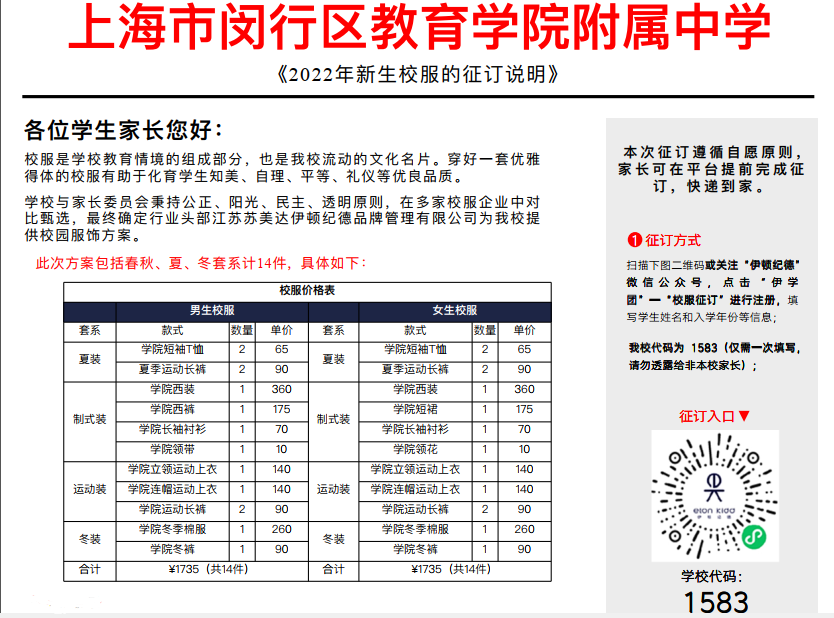 上海市闵行区教育学院附属中学
《2022年新生校服的征订说明》
各位学生家长您好：
校服是学校教育情境的组成部分，也是我校流动的文化名片。穿好一套优雅
得体的校服有助于化育学生知美、自理、平等、礼仪等优良品质。
学校与家长委员会秉持公正、阳光、民主、透明原则，在多家校服企业中对
比甄选，最终确定行业头部江苏苏美达伊顿纪德品牌管理有限公司为我校提
供校园服饰方案。
此次方案包括春秋、夏、冬套系计14件，具体如下：
校服价格表
男生校服 女生校服
套系 款式 数量 单价 套系 款式 数量 单价
夏装 学院短袖T恤 2 65 夏装 学院短袖T恤 2 65
夏季运动长裤 2 90 夏季运动长裤 2 90
制式装 学院西装 1 360 制式装 学院西装 1 360
学院西裤 1 175 学院短裙 1 175
学院长袖衬衫 1 70 学院长袖衬衫 1 70
学院领带 1 10 学院领花 1 10
运动装 学院立领运动上衣 1 140 运动装 学院立领运动上衣 1 140
学院连帽运动上衣 1 140 学院连帽运动上衣 1 140
学院运动长裤 2 90 学院运动长裤 2 90
冬装 学院冬季棉服 1 260 冬装 学院冬季棉服 1 260
学院冬裤 1 90 学院冬裤 1 90
合计 ¥1735（共14件） 合计 ¥1735（共14件）
本次征订遵循自愿原则，
家长可在平台提前完成征
订，快递到家。
1 征订方式
扫描下图二维码或关注“伊顿纪德”
微信公众号，点击“伊学
团”—“校服征订”进行注册，填
写学生姓名和入学年份等信息；
我校代码为 1583（仅需一次填写，
请勿透露给非本校家长）；
征订入口▼
eton kidd
伊顿纪德
学校代码：
1583